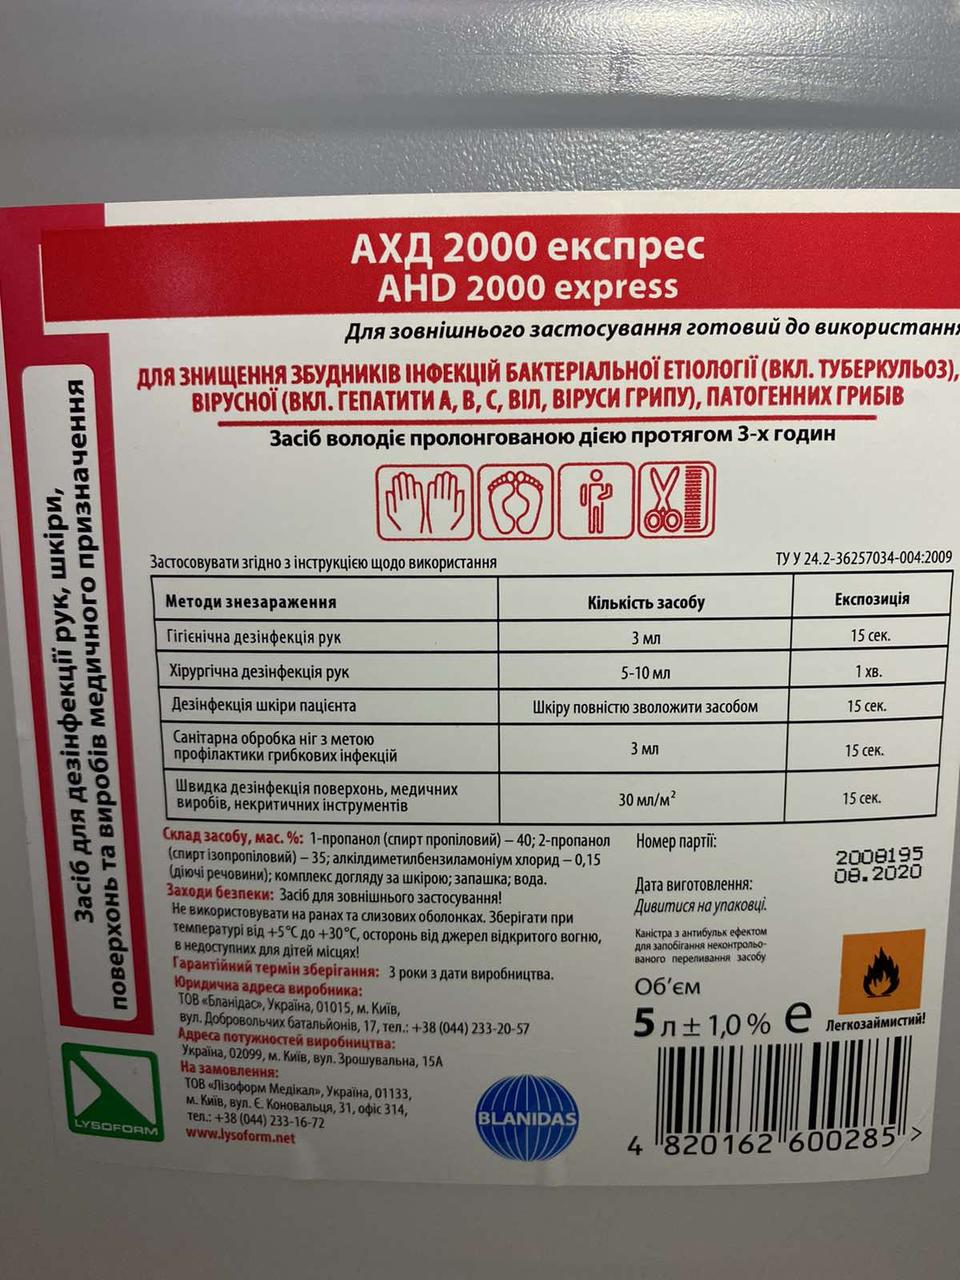 АХД 2000 експрес
AHD 2000 express
Для зовнішнього застосування готовий до використанн
ДЛЯ ЗНИЩЕННЯ ЗБУДНИКІВ ІНФЕКЦІЙ БАКТЕРІАЛЬНОЇ ЕТІОЛОГІЇ (ВКЛ. ТУБЕРКУЛЬОЗ),
ВІРУСНОЇ (ВКЛ. ГЕПАТИТИ А, В, С, ВІЛ, ВІРУСИ ГРИПУ), ПАТОГЕННИХ ГРИБІВ
Засіб володіє пролонгованою дією протягом 3-х годин
Засіб для дезінфекції рук, шкіри,
поверхонь та виробів медичного призначення
Застосовувати згідно з інструкцією щодо використання
ТУ У 24.2-36257034-004:2009
Методи знезараження Кількість засобу Експозиція
Гігієнічна дезінфекція рук 3 мл 15 сек.
Хірургічна дезінфекція рук 5-10 мл 1 хв.
Дезінфекція шкіри пацієнта Шкіру повністю зволожити засобом 15 сек.
Санітарна обробка ніг з метою
профілактики грибкових інфекцій 3 мл 15 сек.
Швидка дезінфекція поверхонь, медичних
виробів, некритичних інструментів 30 мл/м² 15 сек.
Склад засобу, мас. %: 1-пропанол (спирт пропіловий) – 40; 2-пропанол
(спирт ізопропіловий) – 35; алкілдиметилбензиламоніум хлорид – 0,15
(діючі речовини); комплекс догляду за шкірою; запашка; вода.
Заходи безпеки: Засіб для зовнішнього застосування!
Не використовувати на ранах та слизових оболонках. Зберігати при
температурі від +5°С до +30°С, осторонь від джерел відкритого вогню,
в недоступних для дітей місцях!
Гарантійний термін зберігання: 3 роки з дати виробництва.
Юридична адреса виробника:
ТОВ «Бланідас», Україна, 01015, м. Київ,
вул. Добровольчих батальйонів, 17, тел.: +38 (044) 233-20-57
Адреса потужностей виробництва:
Україна, 02099, м. Київ, вул. Зрошувальна, 15А
На замовлення:
ТОВ «Лізоформ Медікал», Україна, 01133,
м. Київ, вул. Є. Коновальця, 31, офіс 314,
тел.: +38 (044) 233-16-72
www.lysoform.net
Номер партії:
2008195
08.2020
Дата виготовлення:
Дивитися на упаковці.
Каністра з антибульк ефектом
для запобігання неконтрольо-
ваного переливання засобу
Об'єм
5 л ± 1,0 % e
Легкозаймистий!
LYSOFORM
BLANIDAS
4 820162 600285 >